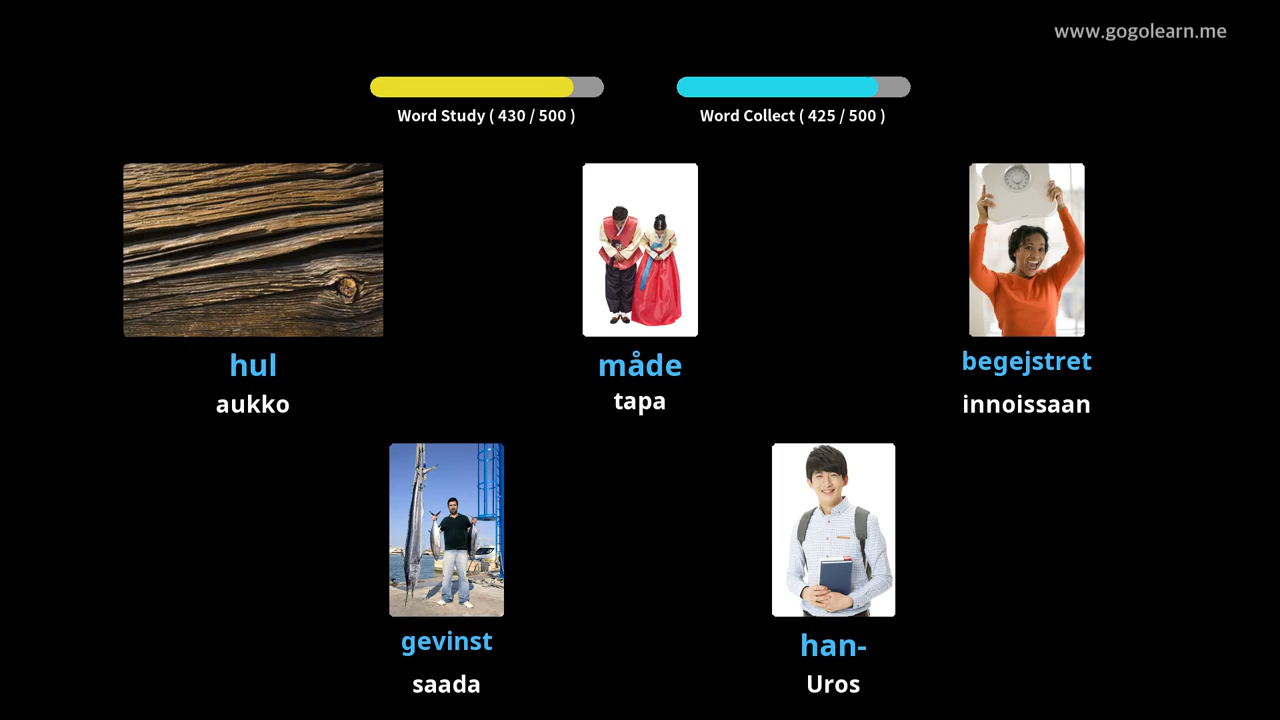 www.gogolearn.me
Word Study ( 430 / 500 )
Word Collect ( 425 / 500 )
hul
aukko
måde
tapa
begejstret
innoissaan
gevinst
saada
han-
Uros